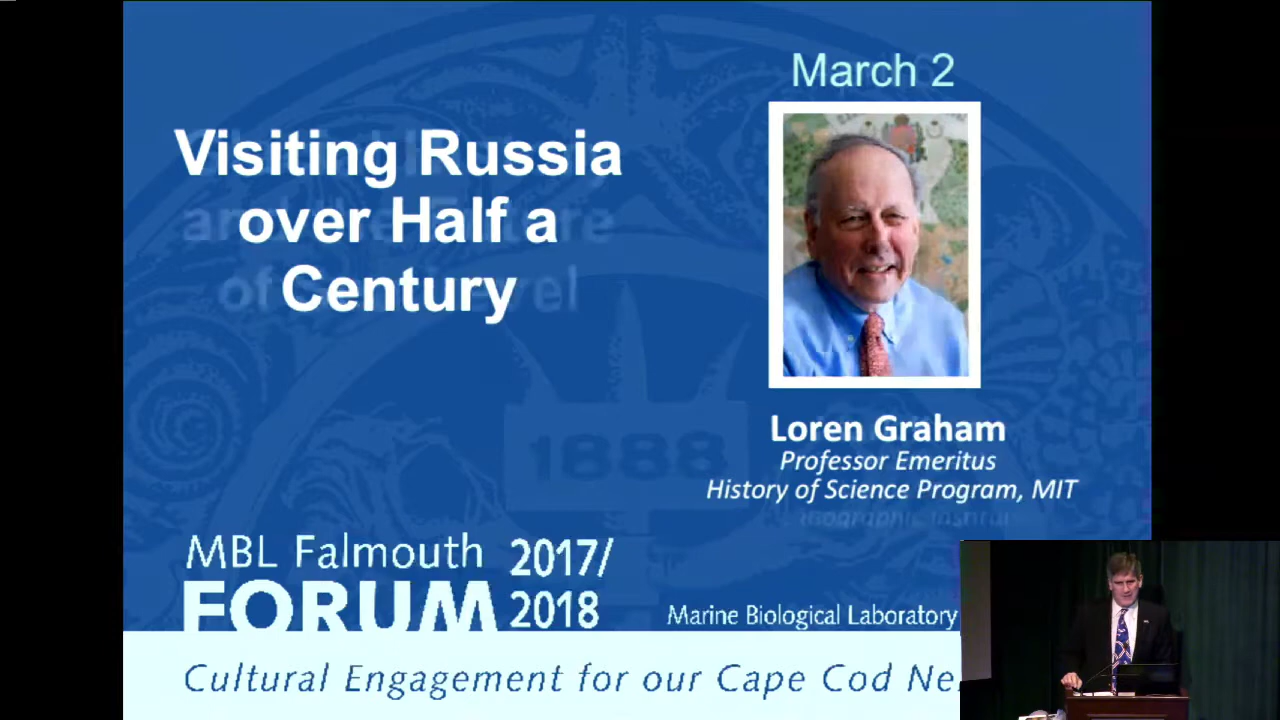 March 2
Visiting Russia
over Half a
Century
Loren Graham
Professor Emeritus
History of Science Program, MIT
MBL Falmouth
FORUM
2017/
2018
1888
Marine Biological Laboratory
Cultural Engagement for our Cape Cod Ne